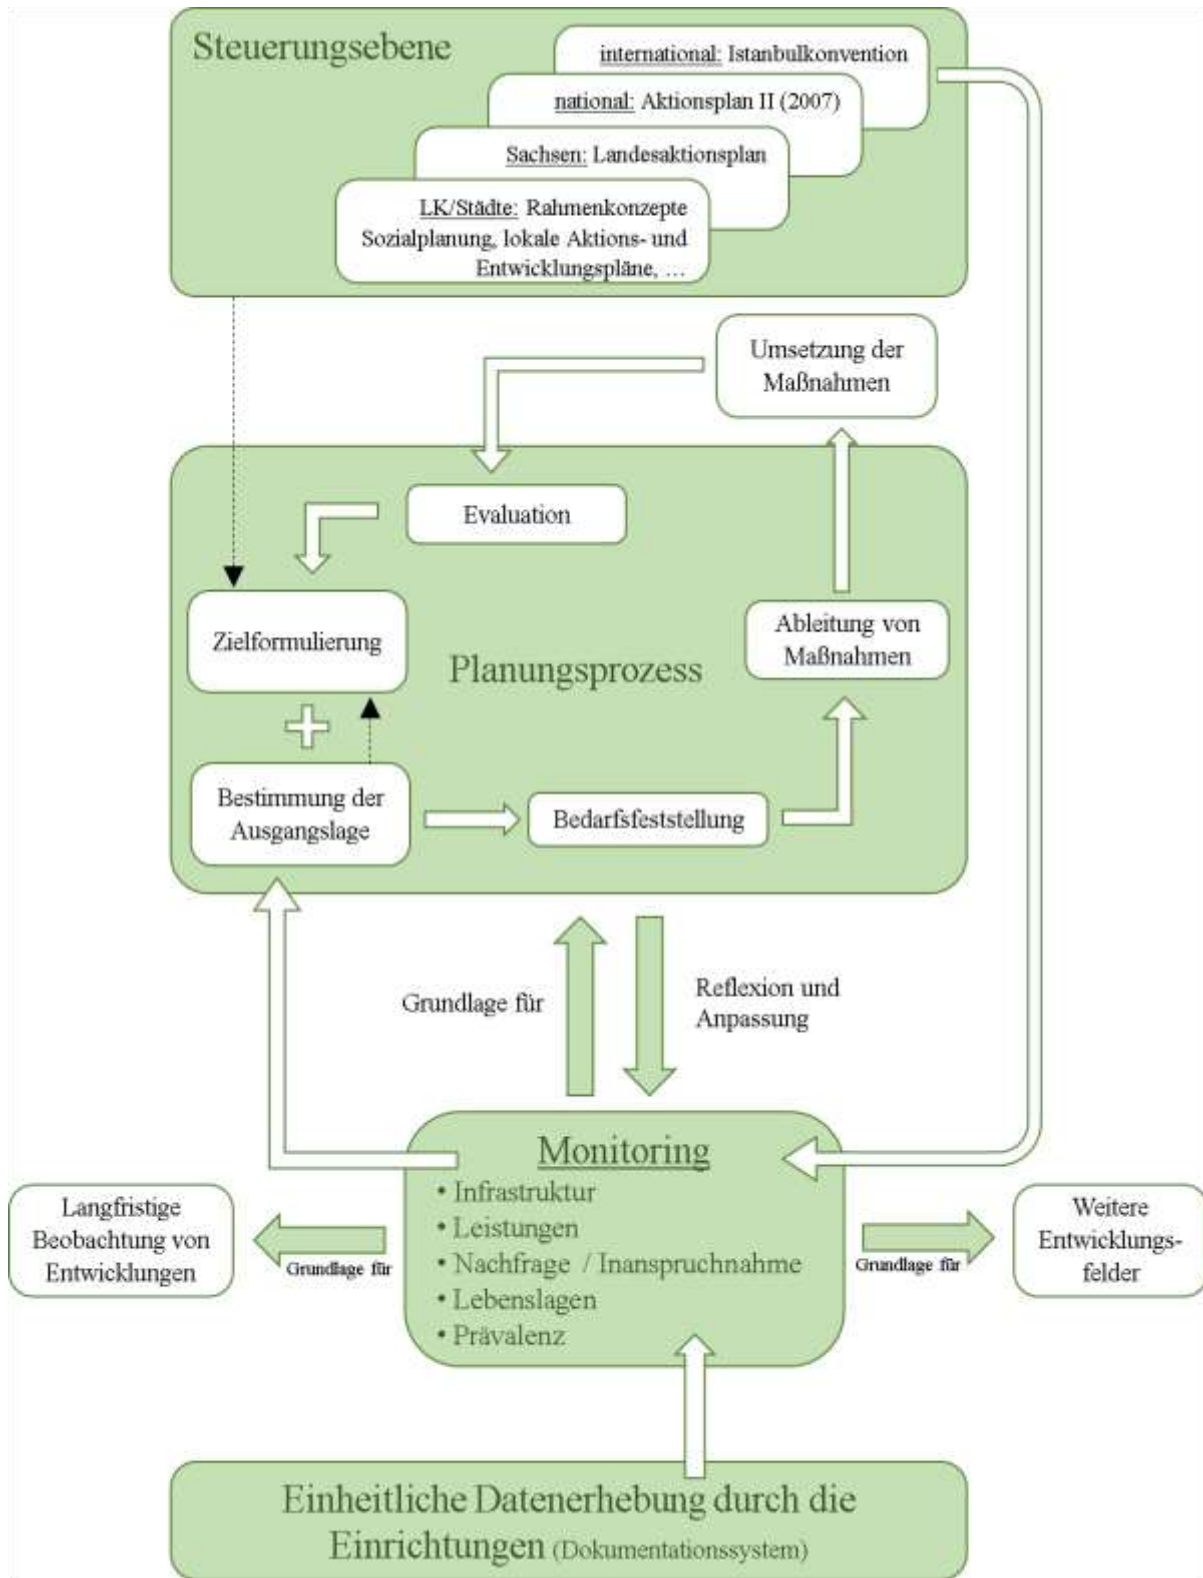 Steuerungsebene
international: Istanbulkonvention
national: Aktionsplan II (2007)
Sachsen: Landesaktionsplan
LK/Städte: Rahmenkonzepte
Sozialplanung, lokale Aktions- und
Entwicklungspläne, …
Umsetzung der
Maßnahmen
Evaluation
Zielformulierung
Ableitung von
Maßnahmen
Planungsprozess
Bestimmung der
Ausgangslage
Bedarfsfeststellung
Grundlage für
Reflexion und
Anpassung
Monitoring
• Infrastruktur
• Leistungen
• Nachfrage / Inanspruchnahme
• Lebenslagen
• Prävalenz
Langfristige
Beobachtung von
Entwicklungen
Grundlage für
Grundlage für
Weitere
Entwicklungs-
felder
Einheitliche Datenerhebung durch die
Einrichtungen (Dokumentationssystem)